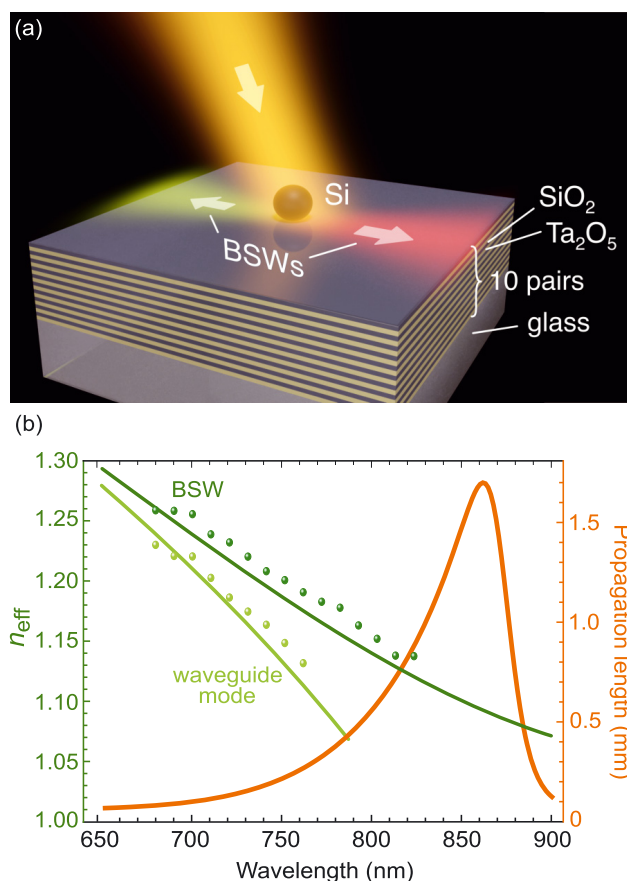 (a)
Si
SiO2
Ta2O5
BSWs
10 pairs
glass
(b)
1.30
1.25
1.20
1.15
1.10
1.07
1.00
neff
BSW
waveguide
mode
1.5
1.0
0.5
0
Propagation length (mm)
650 700 750 800 850 900
Wavelength (nm)